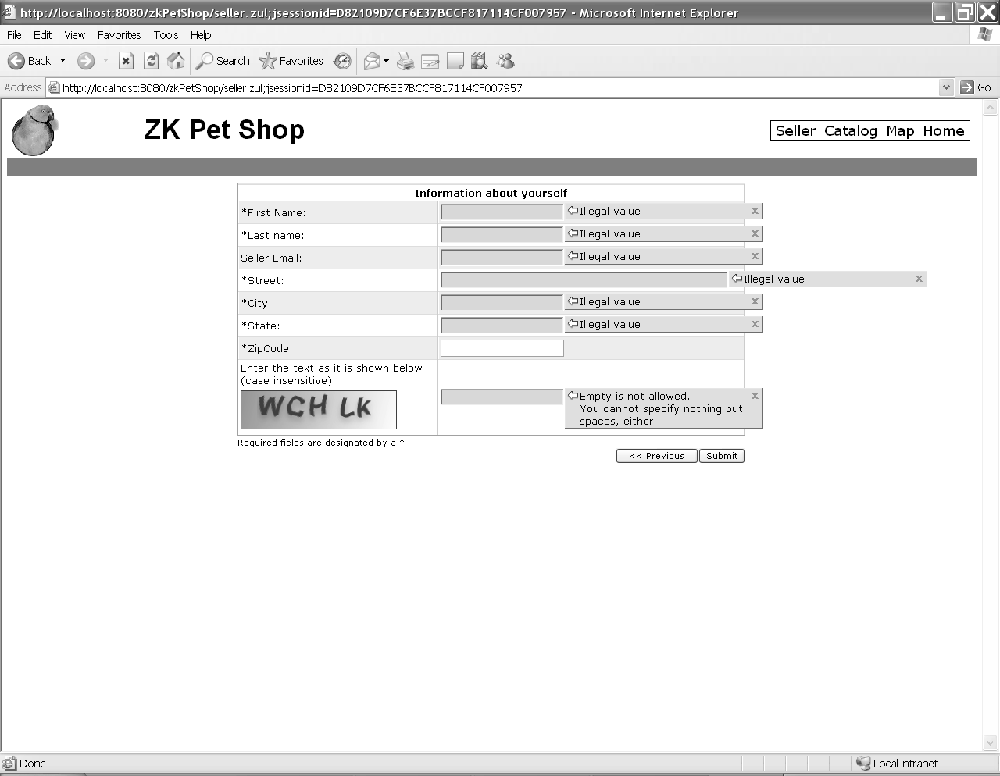 http://localhost:8080/zkPetShop/seller.zul;jsessionid=D82109D7CF6E37BCCF817114CF007957 - Microsoft Internet Explorer
File Edit View Favorites Tools Help
Back Search Favorites
Address http://localhost:8080/zkPetShop/seller.zul;jsessionid=D82109D7CF6E37BCCF817114CF007957 Go
ZK Pet Shop
Seller Catalog Map Home
Information about yourself
*First Name: Illegal value x
*Last name: Illegal value x
Seller Email: Illegal value x
*Street: Illegal value x
*City: Illegal value x
*State: Illegal value x
*ZipCode:
Enter the text as it is shown below
(case insensitive)
WCH LK
Empty is not allowed. x
You cannot specify nothing but
spaces, either
Required fields are designated by a *
<< Previous Submit
Done Local intranet